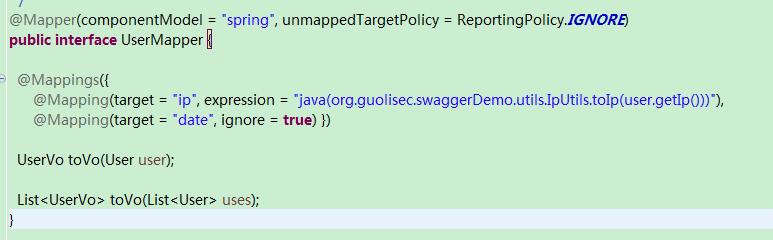 */
@Mapper(componentModel = "spring", unmappedTargetPolicy = ReportingPolicy.IGNORE)
public interface UserMapper {
@Mappings({
@Mapping(target = "ip", expression = "java(org.guolisec.swaggerDemo.utils.IpUtils.toIp(user.getIp()))"),
@Mapping(target = "date", ignore = true) })
UserVo toVo(User user);
List<UserVo> toVo(List<User> uses);
}